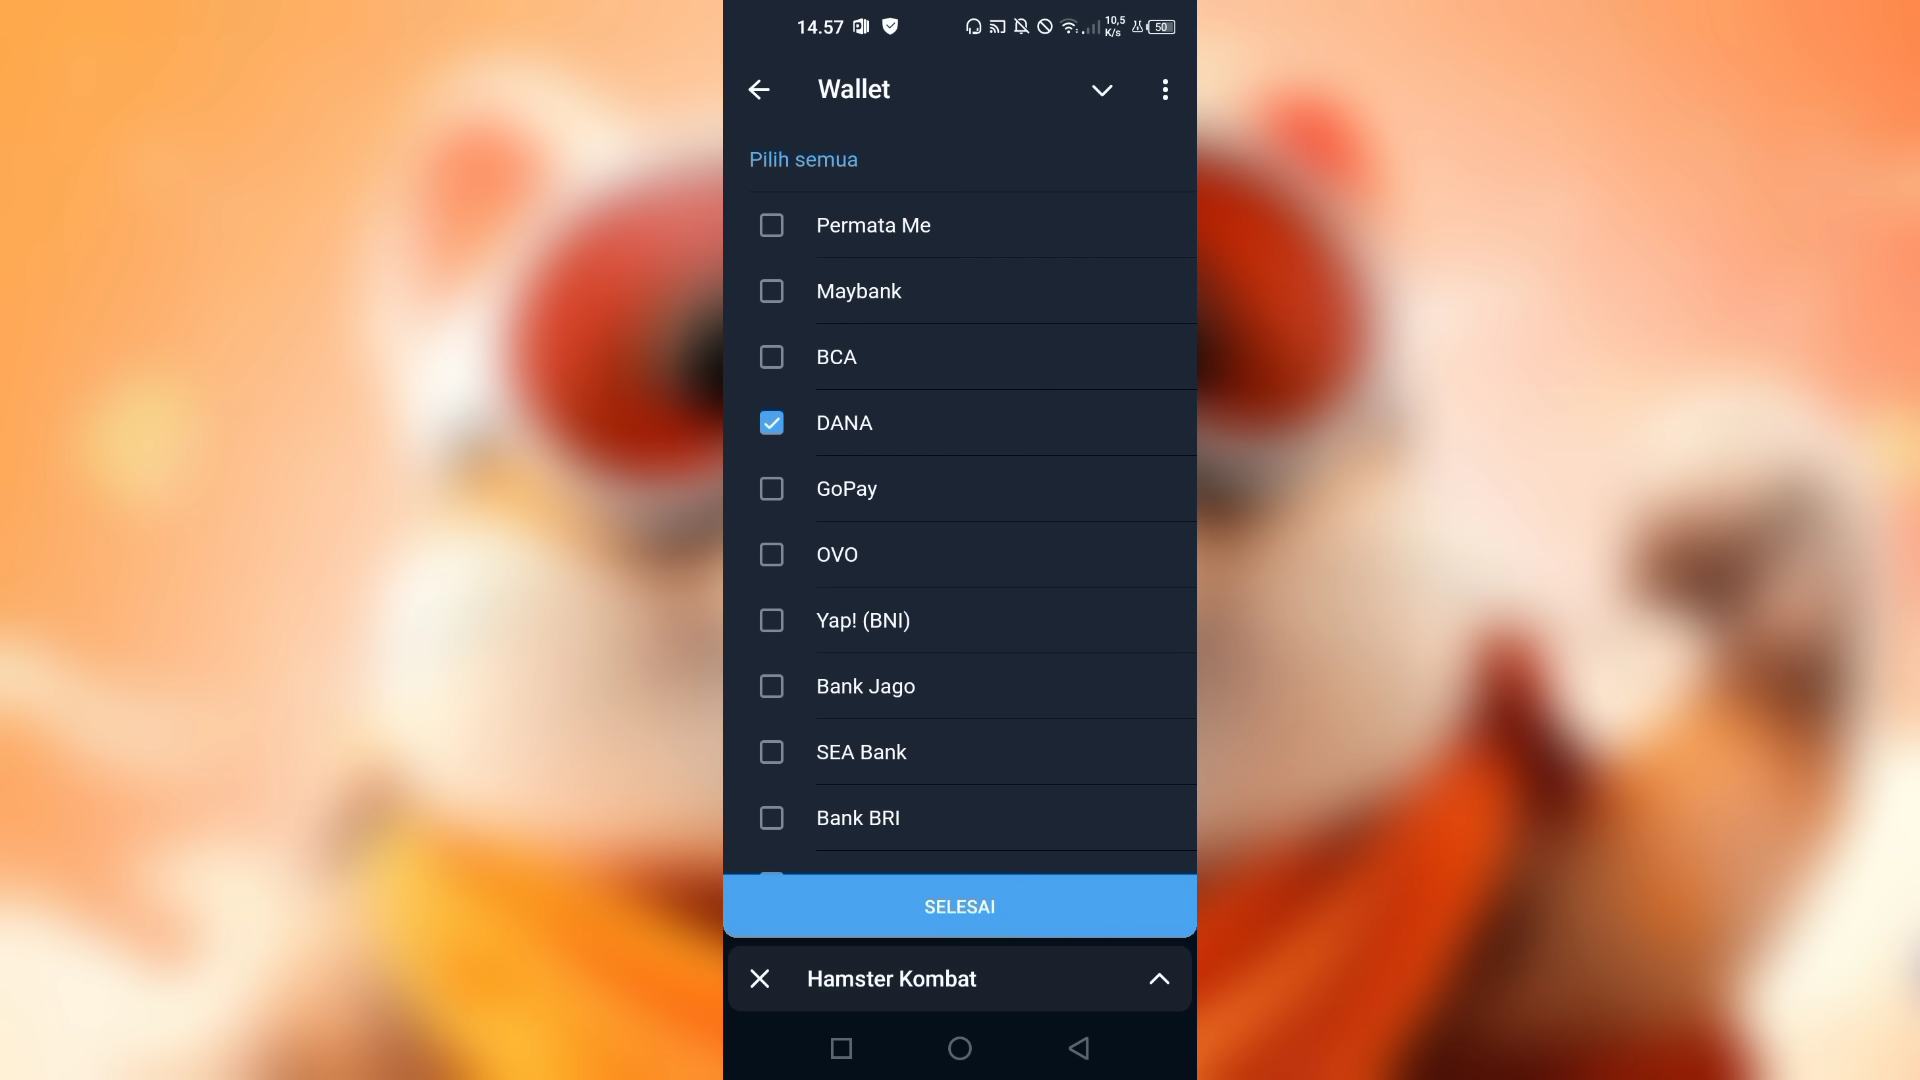 14.57
10,5
K/s
50
Wallet
Pilih semua
Permata Me
Maybank
BCA
DANA
GoPay
OVO
Yap! (BNI)
Bank Jago
SEA Bank
Bank BRI
SELESAI
Hamster Kombat